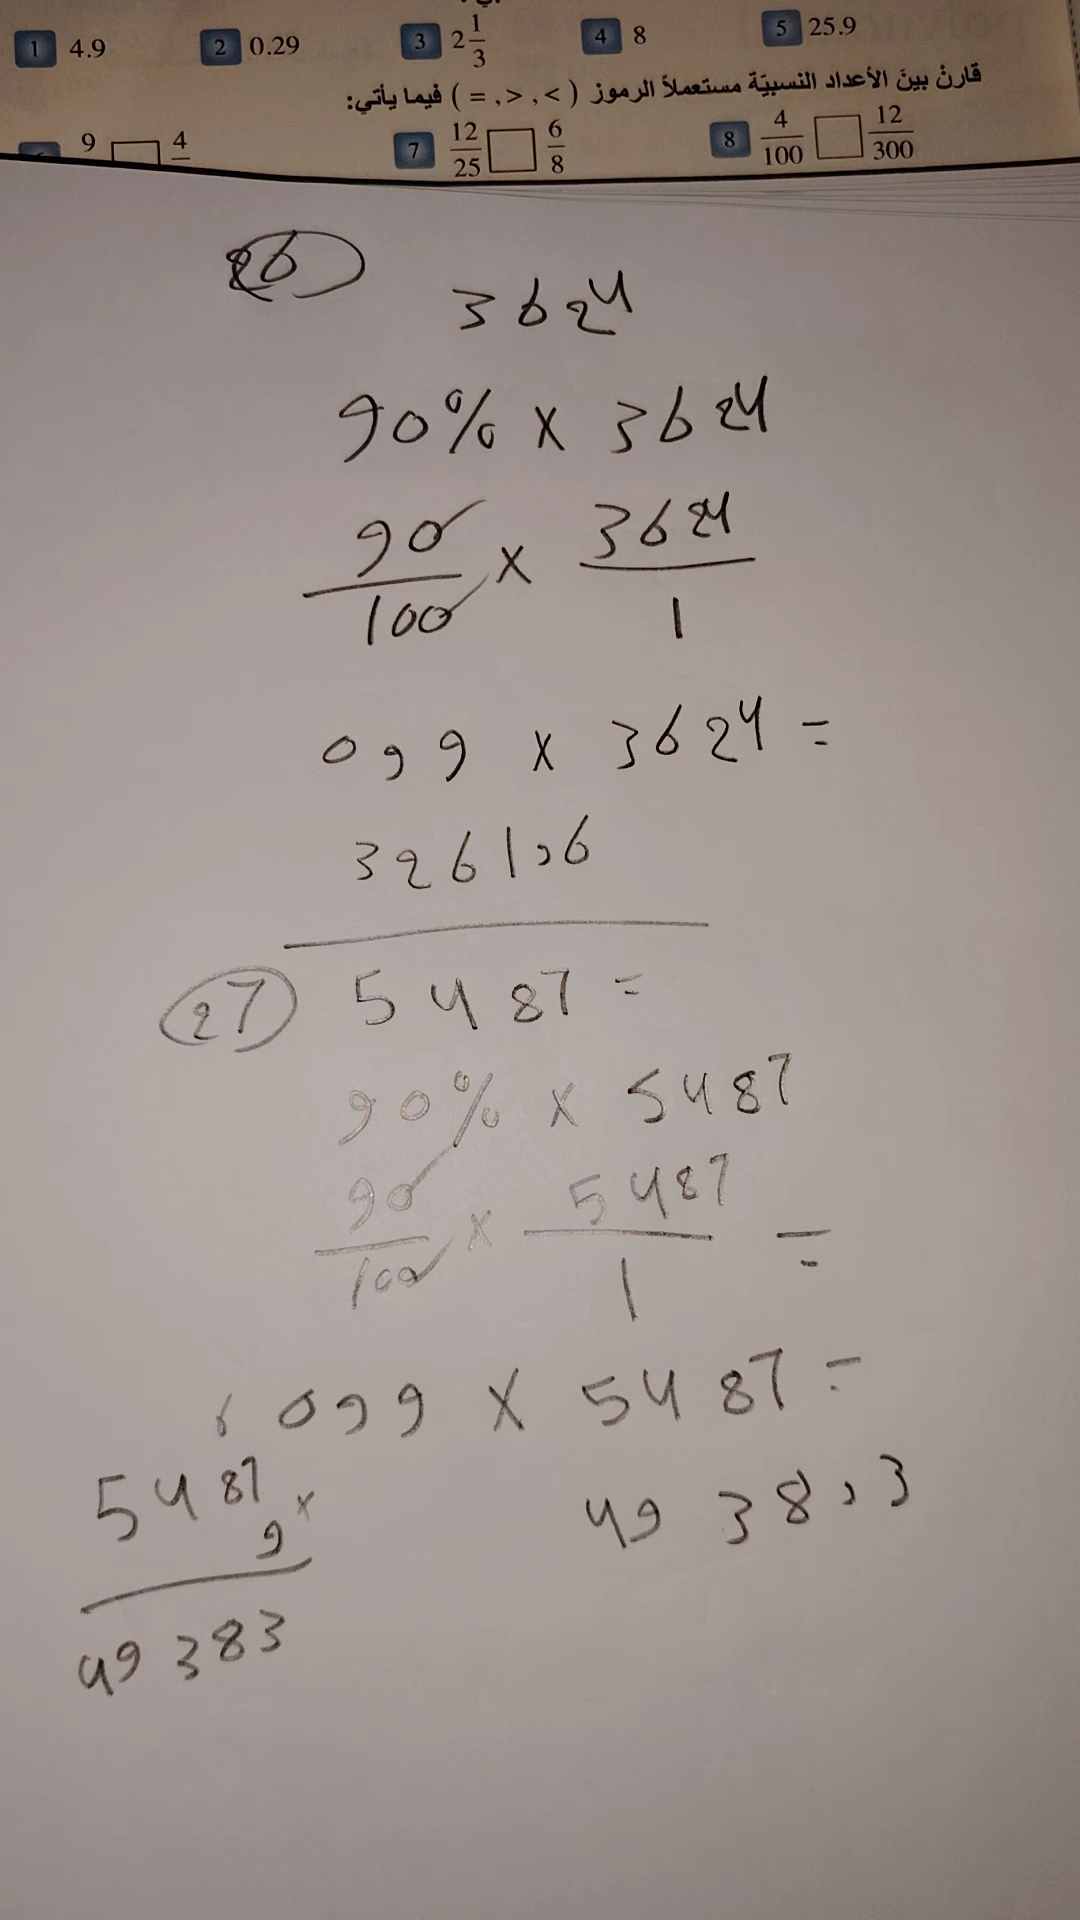 1 4.9 2 0.29 3 2 1/3 4 8 5 25.9
قارنْ بينَ الأعداد النسبيّة مستعملاً الرموز ( > , < , = ) فيما يأتي:
9 □ 4 7 12/25 □ 6/8 8 4/100 □ 12/300
26
3624
90% x 3624
90/100 x 3624/1
0,9 x 3624 =
3261,6
27 5487 =
90% x 5487
90/100 x 5487/1 =
0,9 x 5487 =
5487 x
9
49383
4938,3